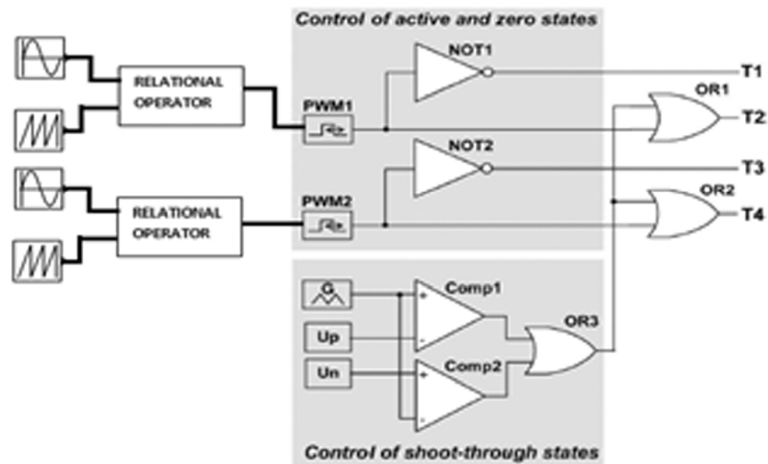 Control of active and zero states
NOT1
T1
RELATIONAL
OPERATOR
OR1
PWM1
T2
NOT2
T3
RELATIONAL
OPERATOR
PWM2
OR2
T4
G
Comp1
Up
OR3
Un
Comp2
Control of shoot-through states